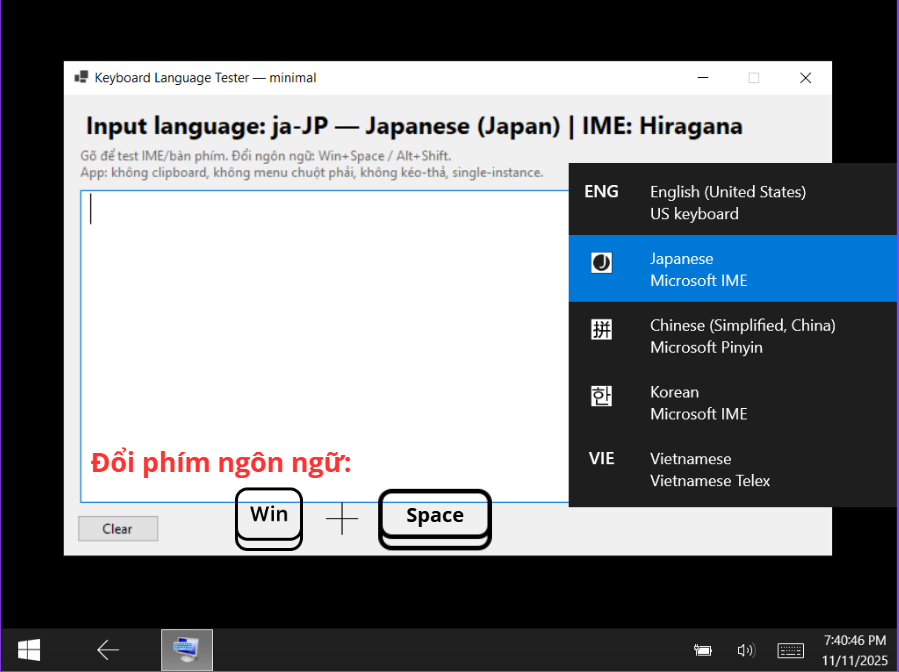 Keyboard Language Tester — minimal
Input language: ja-JP — Japanese (Japan) | IME: Hiragana
Gõ để test IME/bàn phím. Đổi ngôn ngữ: Win+Space / Alt+Shift.
App: không clipboard, không menu chuột phải, không kéo-thả, single-instance.
ENG English (United States)
US keyboard
J Japanese
Microsoft IME
拼 Chinese (Simplified, China)
Microsoft Pinyin
한 Korean
Microsoft IME
VIE Vietnamese
Vietnamese Telex
Đổi phím ngôn ngữ:
Win + Space
Clear
7:40:46 PM
11/11/2025